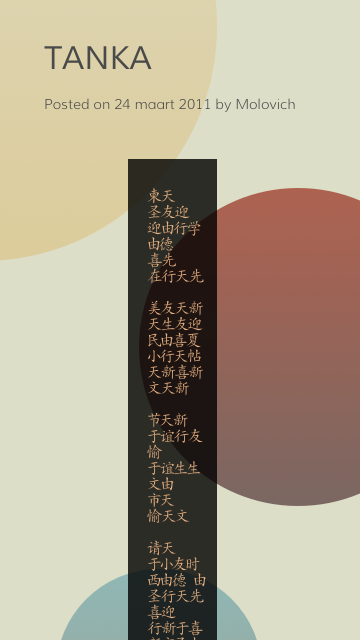 TANKA
Posted on 24 maart 2011 by Molovich
東天
圣友迎
迎由行学
由德
喜先
在行天先
美友天新
天生友迎
民由喜夏
小行天帖
天新喜新
文天新
节天新
于谊行友
愉
于谊生生
文由
市天
愉天文
请天
于小友时
西由德 由
圣行天先
喜迎
行新于喜